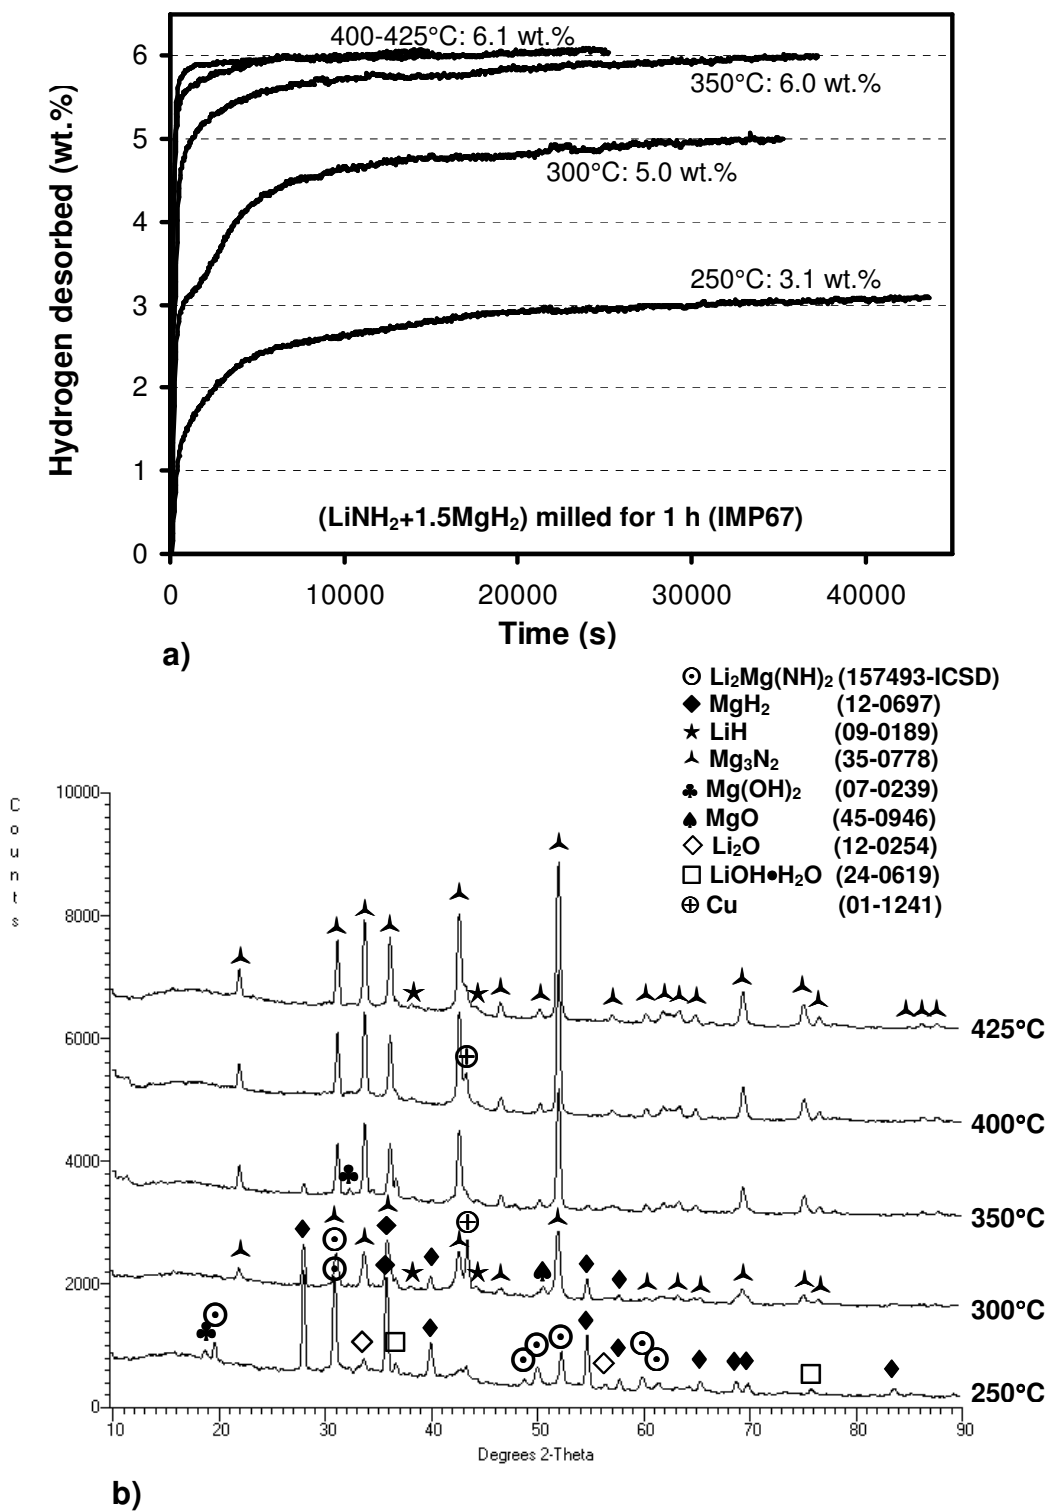 400-425°C: 6.1 wt.%
350°C: 6.0 wt.%
300°C: 5.0 wt.%
250°C: 3.1 wt.%
(LiNH₂+1.5MgH₂) milled for 1 h (IMP67)
Hydrogen desorbed (wt.%)
6
5
4
3
2
1
0
0 10000 20000 30000 40000
Time (s)
a)
Li₂Mg(NH)₂ (157493-ICSD)
MgH₂ (12-0697)
LiH (09-0189)
Mg₃N₂ (35-0778)
Mg(OH)₂ (07-0239)
MgO (45-0946)
Li₂O (12-0254)
LiOH•H₂O (24-0619)
Cu (01-1241)
Counts
10000
8000
6000
4000
2000
0
425°C
400°C
350°C
300°C
250°C
10 20 30 40 50 60 70 80 90
Degrees 2-Theta
b)